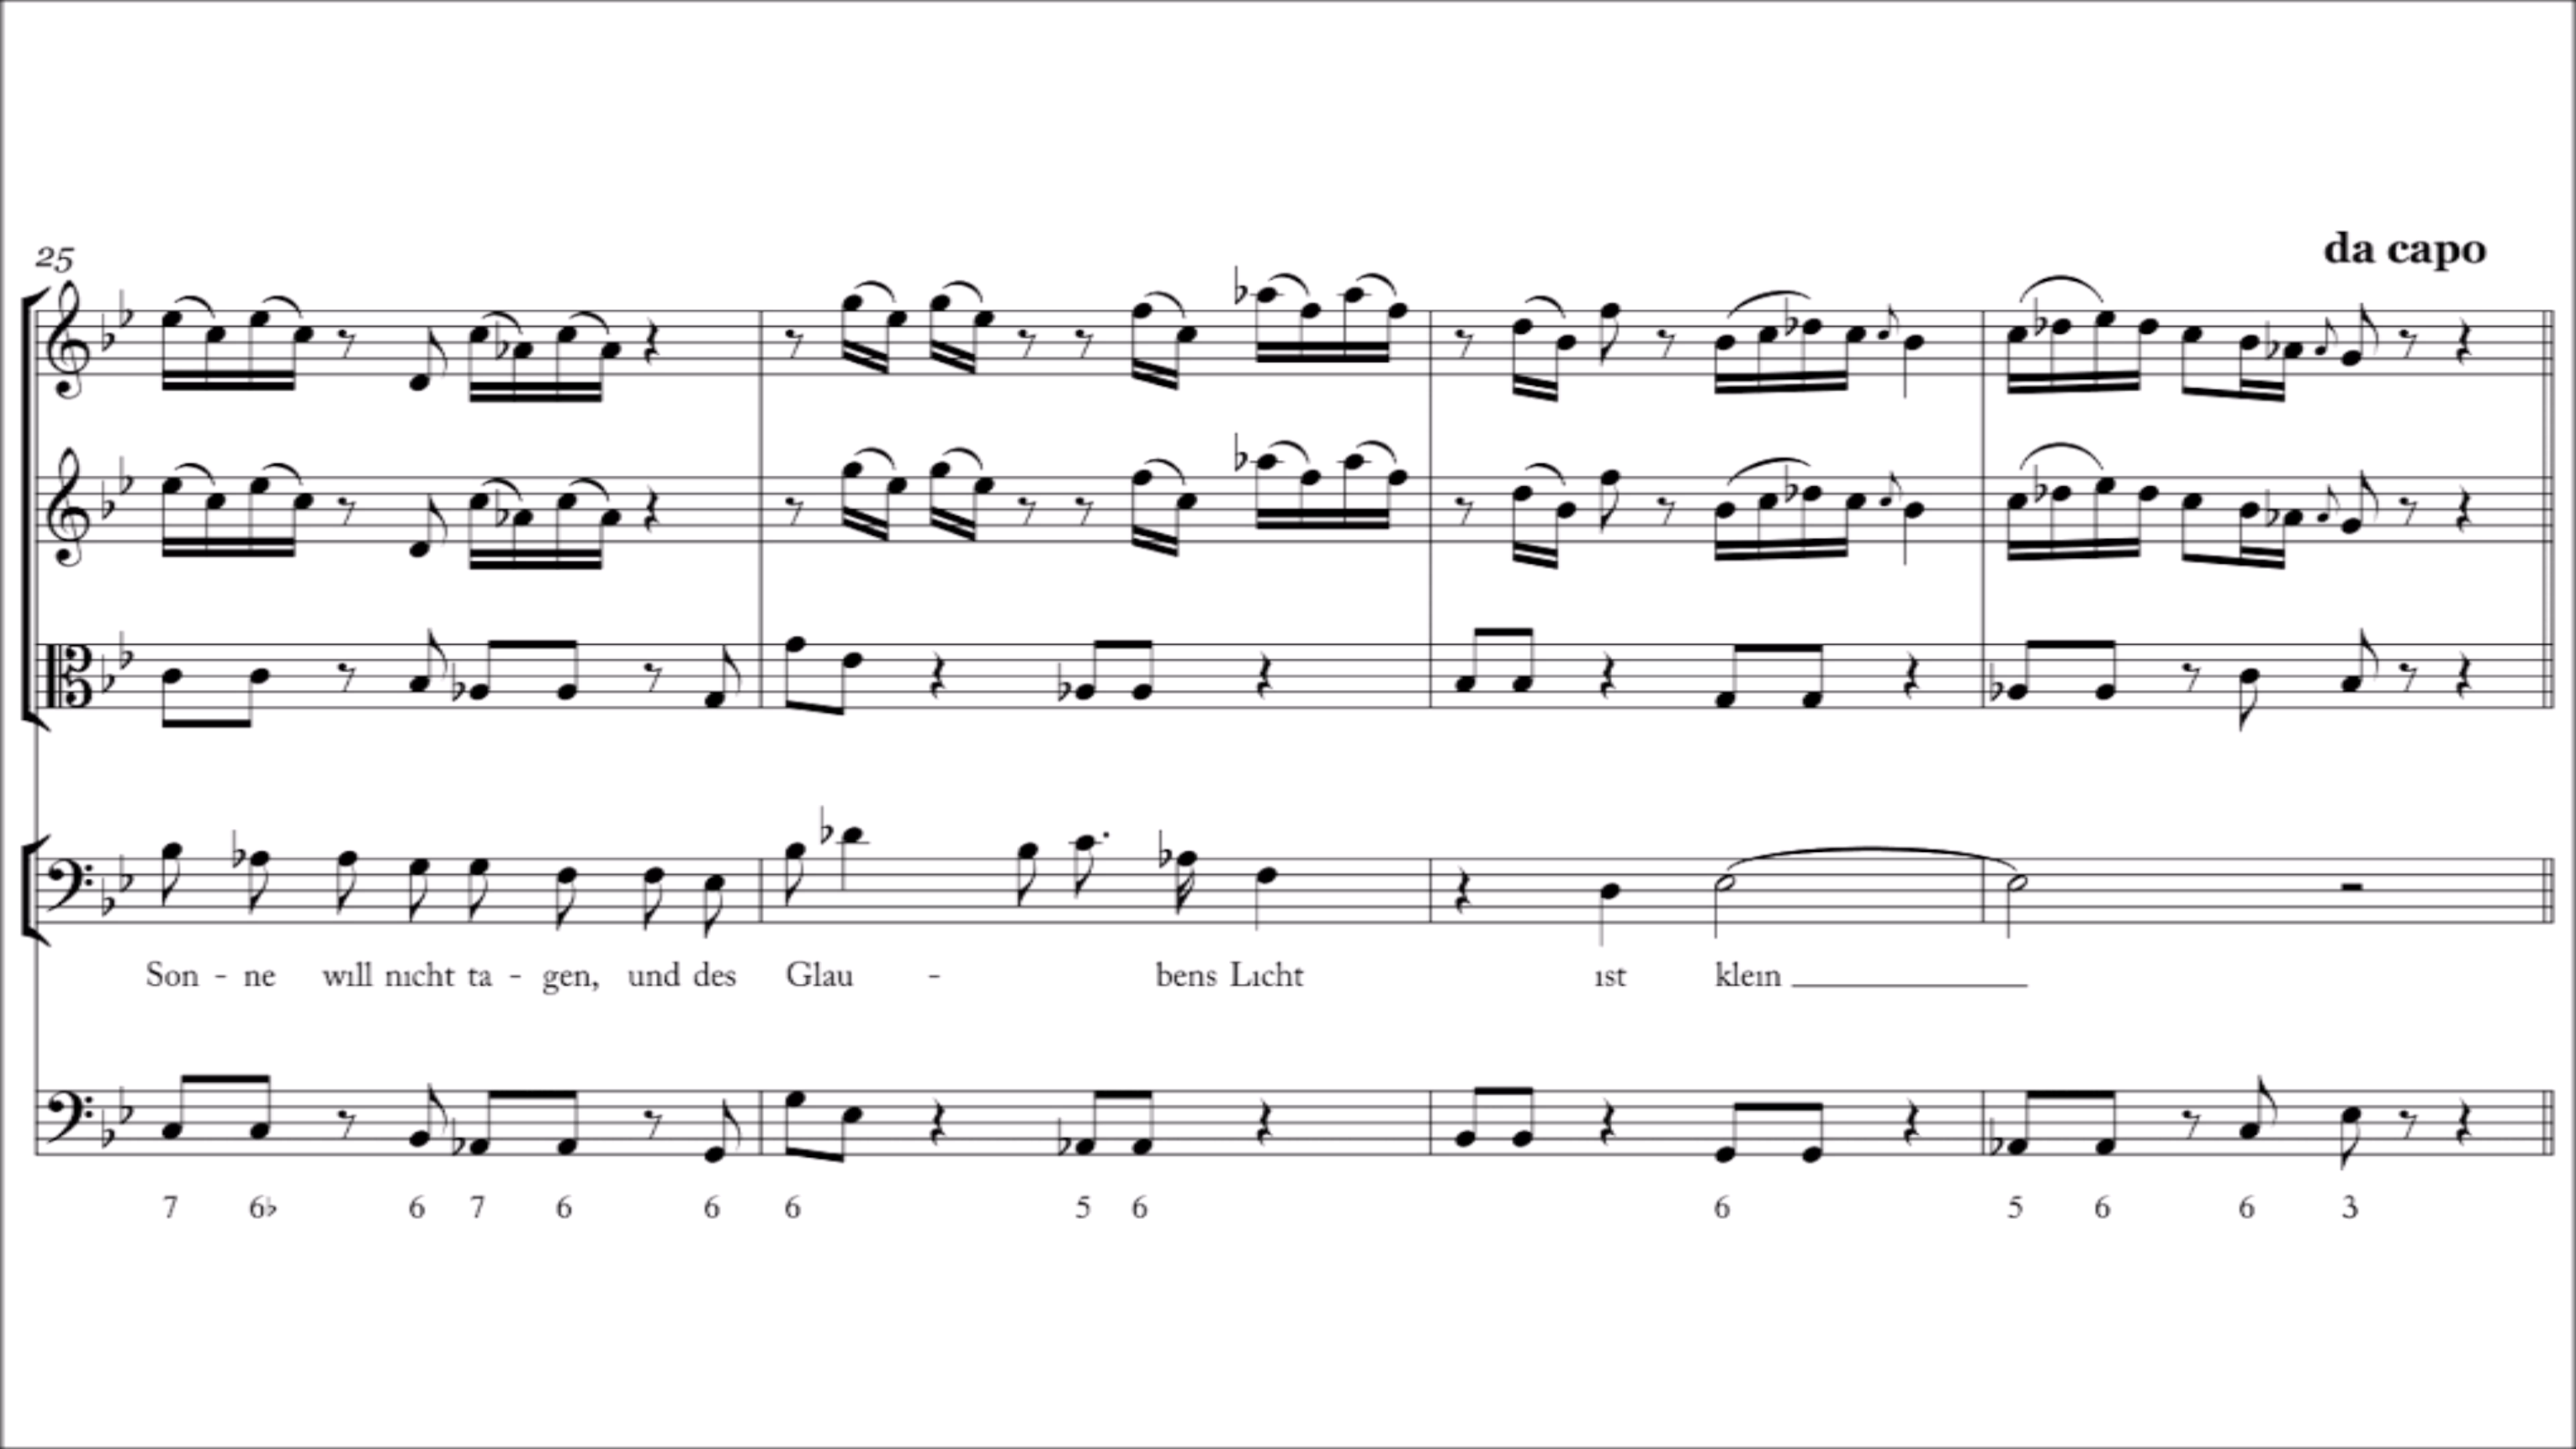 25
da capo
Son - ne will nicht ta - gen, und des Glau - bens Licht ist klein
7 6♭ 6 7 6 6 6 5 6 6 5 6 6 3